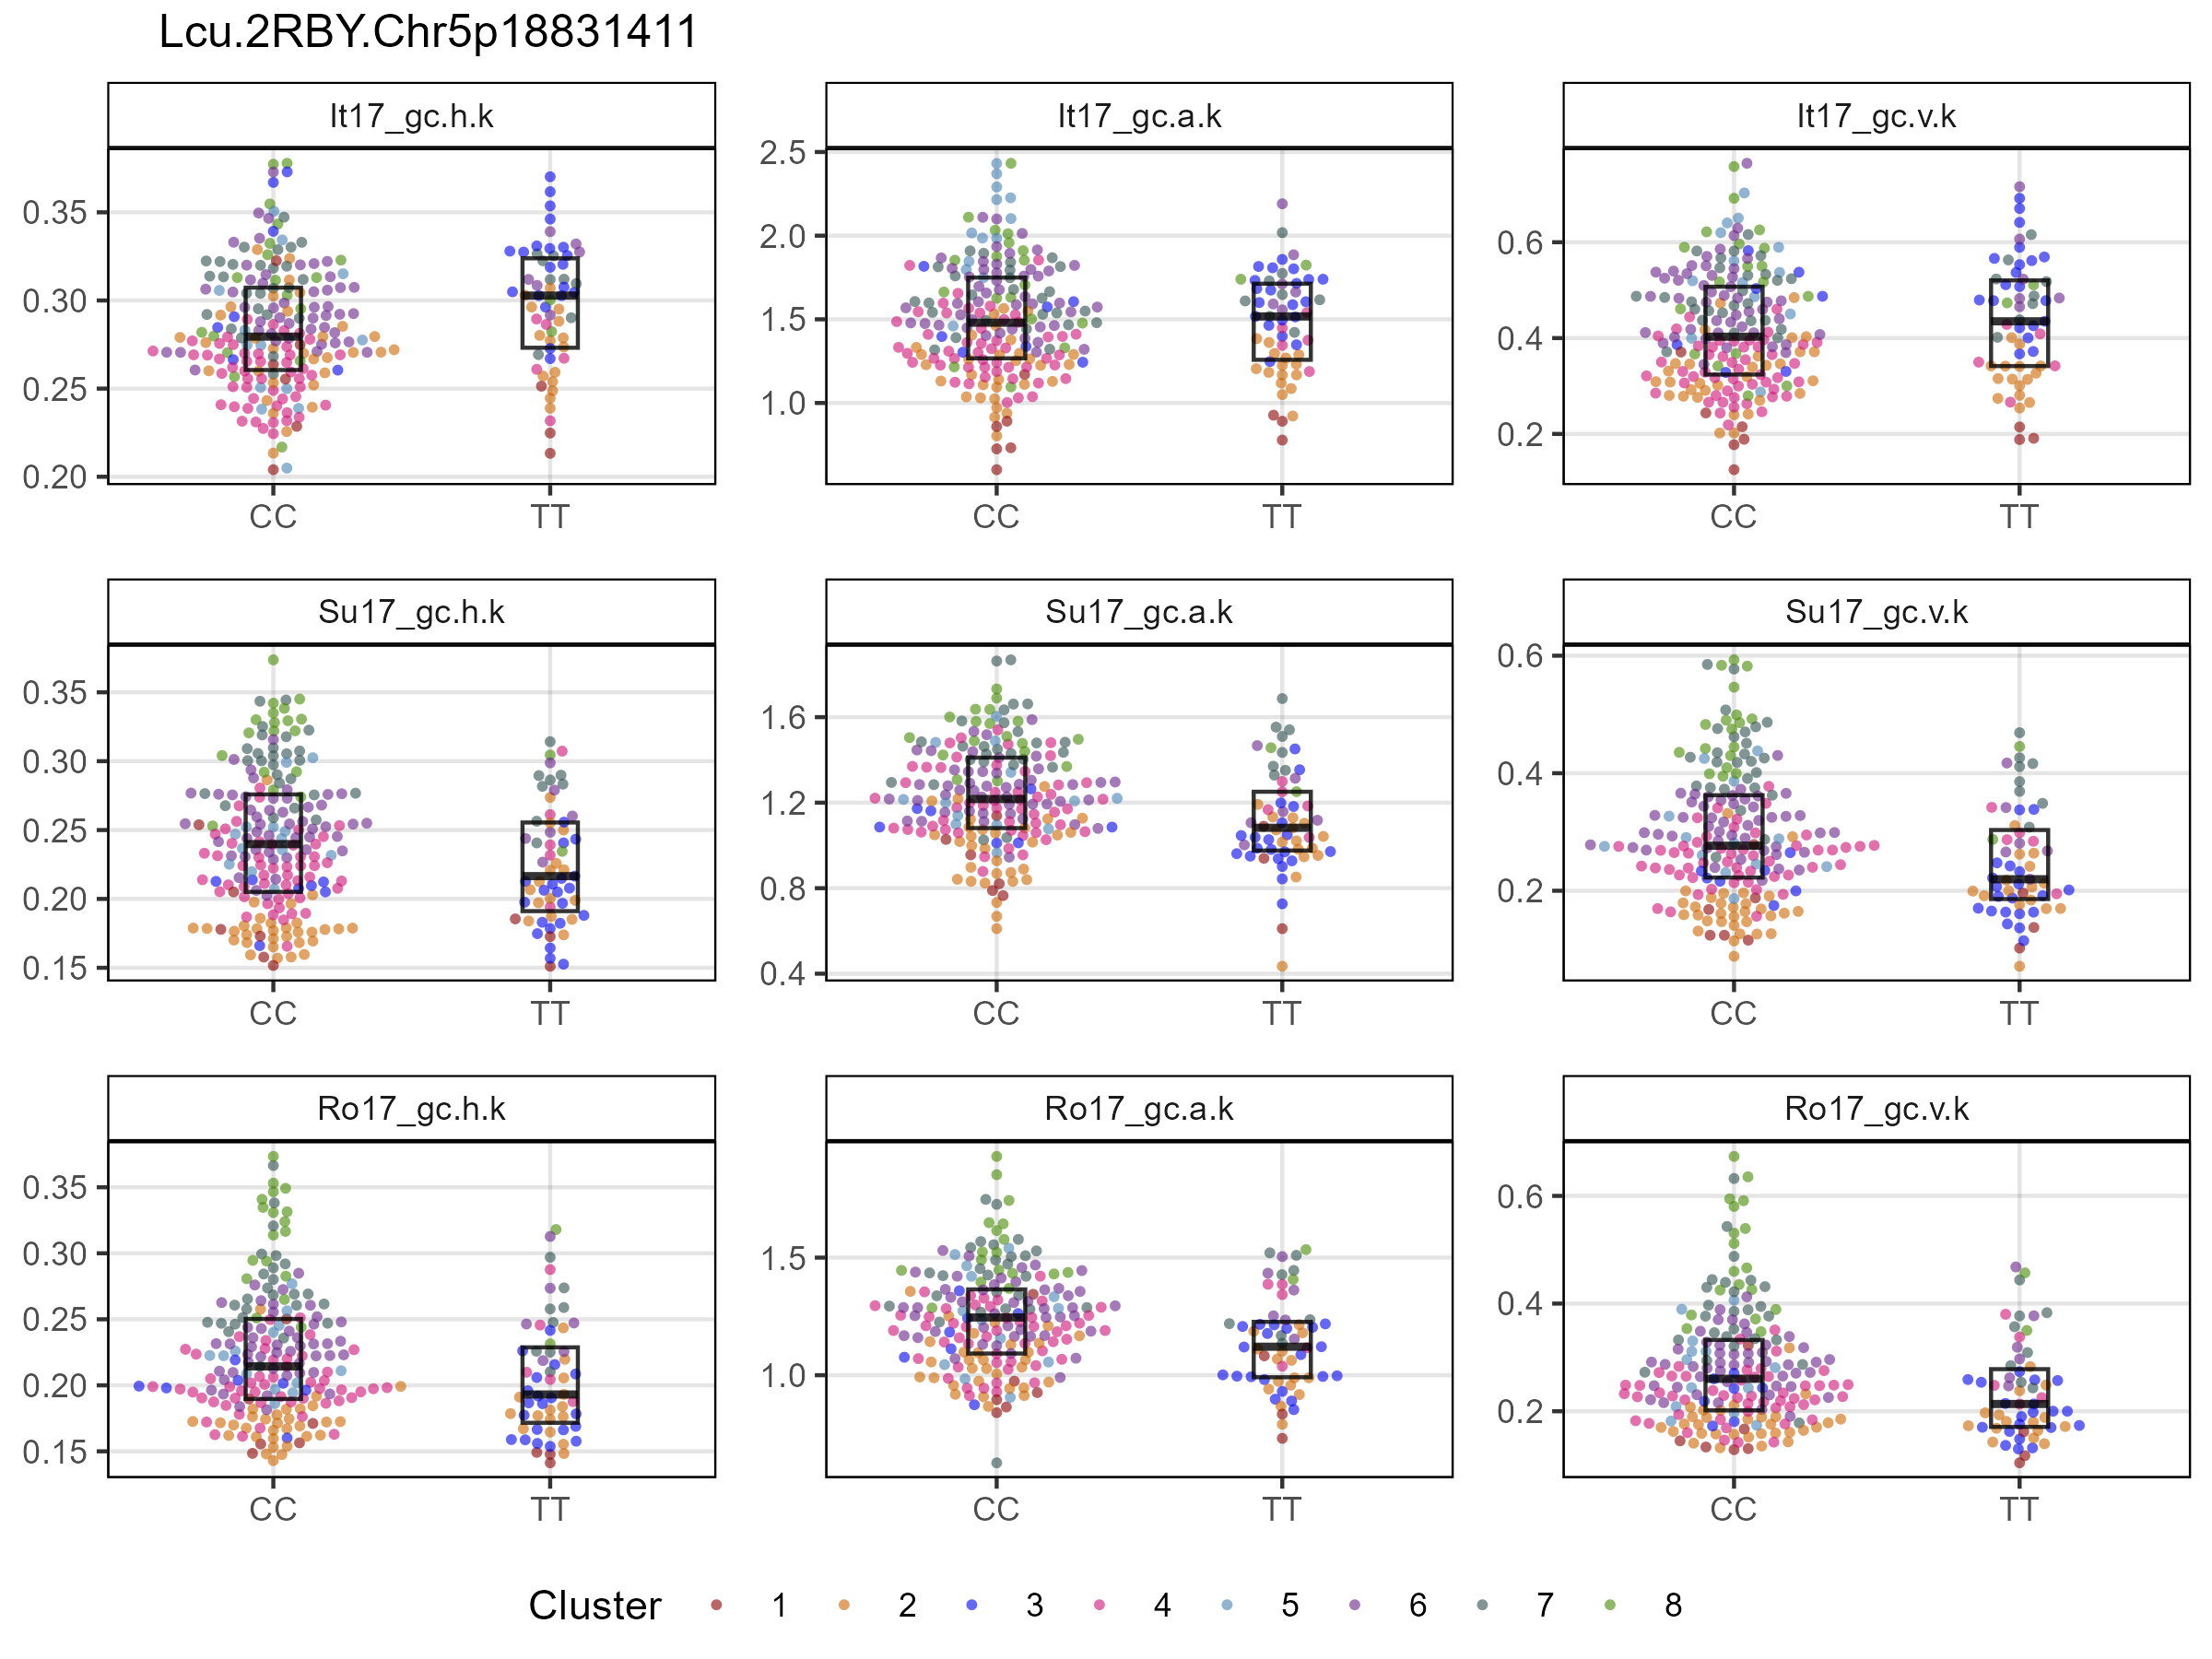 Lcu.2RBY.Chr5p18831411
It17_gc.h.k
It17_gc.a.k
It17_gc.v.k
0.35
0.30
0.25
0.20
CC
TT
2.5
2.0
1.5
1.0
CC
TT
0.6
0.4
0.2
CC
TT
Su17_gc.h.k
Su17_gc.a.k
Su17_gc.v.k
0.35
0.30
0.25
0.20
0.15
CC
TT
1.6
1.2
0.8
0.4
CC
TT
0.6
0.4
0.2
CC
TT
Ro17_gc.h.k
Ro17_gc.a.k
Ro17_gc.v.k
0.35
0.30
0.25
0.20
0.15
CC
TT
1.5
1.0
CC
TT
0.6
0.4
0.2
CC
TT
Cluster 1 2 3 4 5 6 7 8